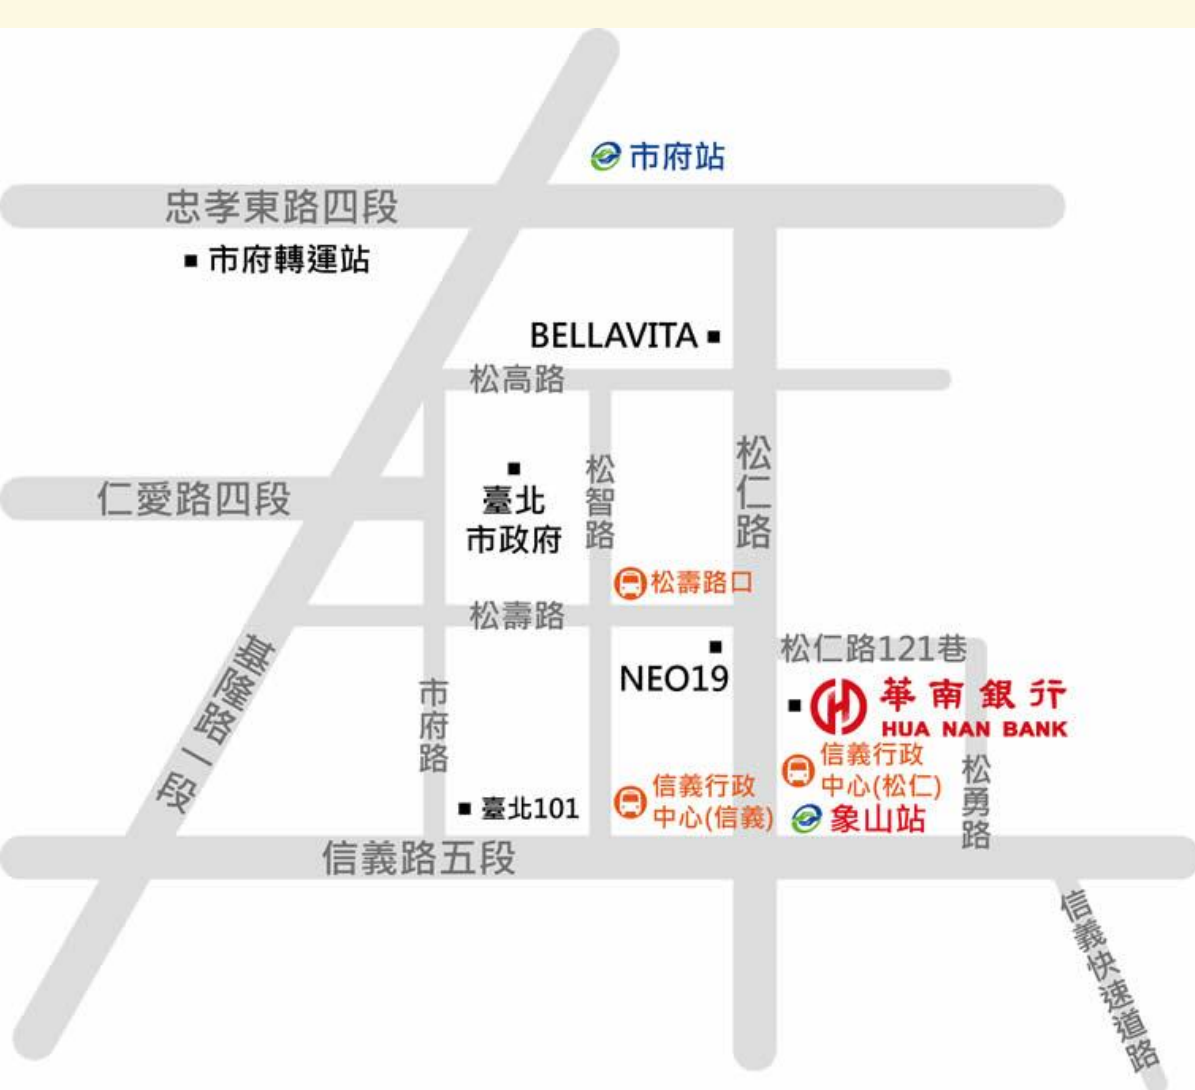 市府站
忠孝東路四段
市府轉運站
BELLAVITA
松高路
松仁路
松智路
仁愛路四段
臺北
市政府
松壽路口
松壽路
基隆路一段
松仁路121巷
NEO19
市府路
華南銀行
HUA NAN BANK
信義行政
中心(松仁)
松勇路
信義行政
中心(信義)
臺北101
象山站
信義路五段
信義快速道路